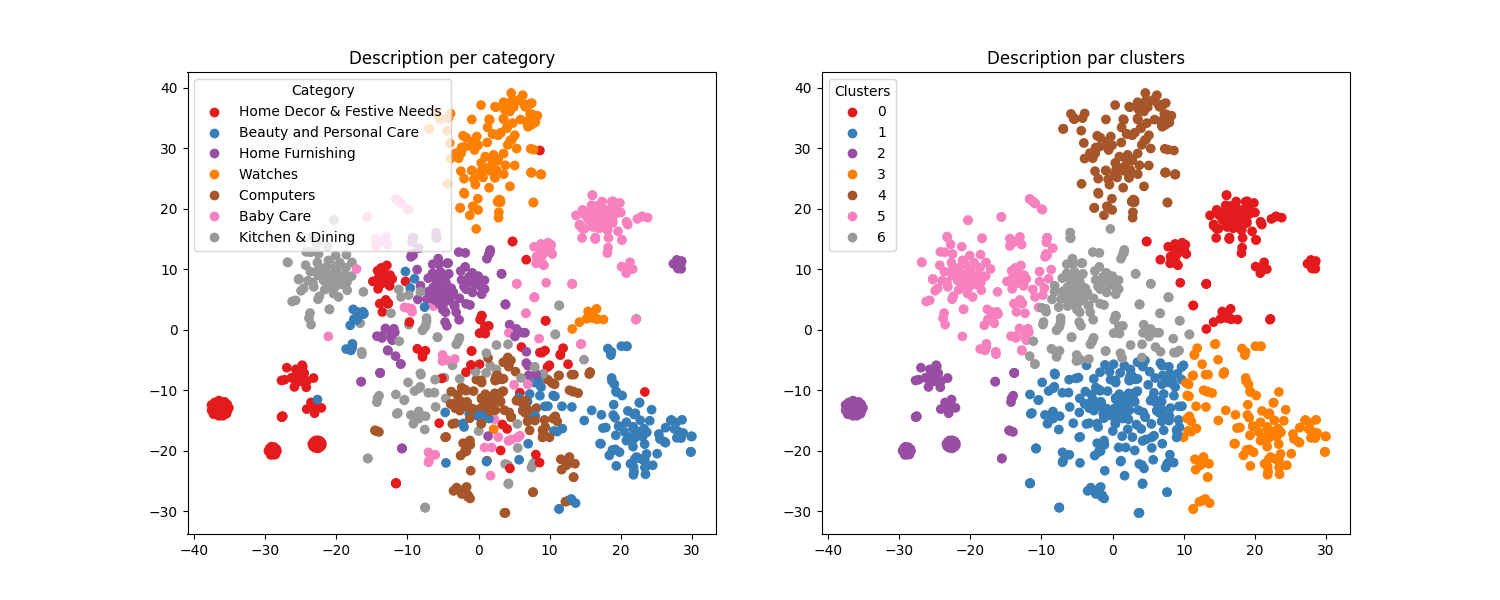 Description per category
Category
Home Decor & Festive Needs
Beauty and Personal Care
Home Furnishing
Watches
Computers
Baby Care
Kitchen & Dining
40
30
20
10
0
−10
−20
−30
−40 −30 −20 −10 0 10 20 30
Description par clusters
Clusters
0
1
2
3
4
5
6
40
30
20
10
0
−10
−20
−30
−40 −30 −20 −10 0 10 20 30